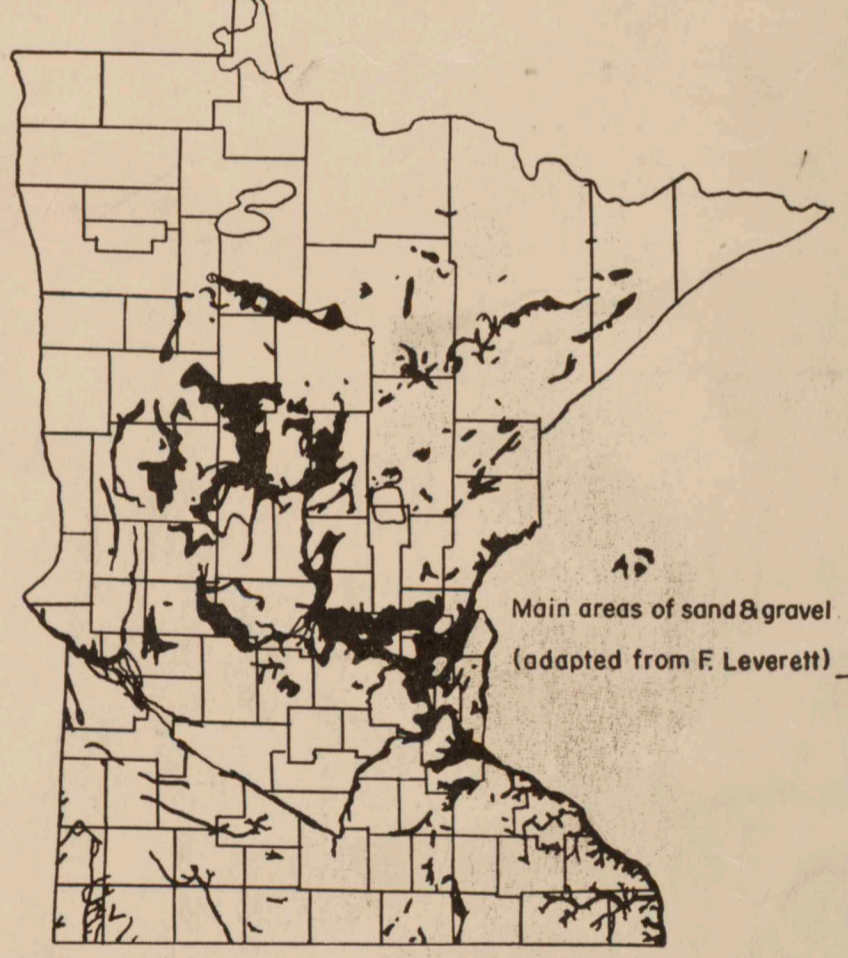 Main areas of sand & gravel
(adapted from F. Leverett)